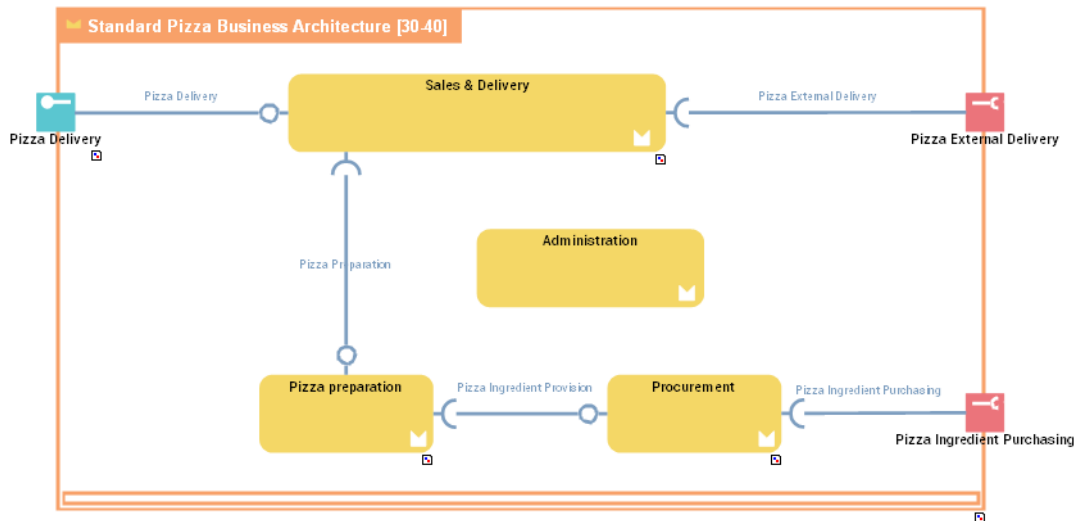 Standard Pizza Business Architecture [30-40]
Sales & Delivery
Pizza Delivery
Pizza External Delivery
Pizza Delivery
Pizza External Delivery
Administration
Pizza Preparation
Pizza preparation
Pizza Ingredient Provision
Procurement
Pizza Ingredient Purchasing
Pizza Ingredient Purchasing